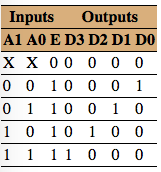 Inputs Outputs
A1 A0 E D3 D2 D1 D0
X X 0 0 0 0 0
0 0 1 0 0 0 1
0 1 1 0 0 1 0
1 0 1 0 1 0 0
1 1 1 1 0 0 0